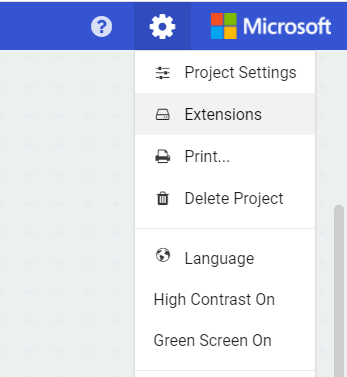 ?
Microsoft
Project Settings
Extensions
Print...
Delete Project
Language
High Contrast On
Green Screen On